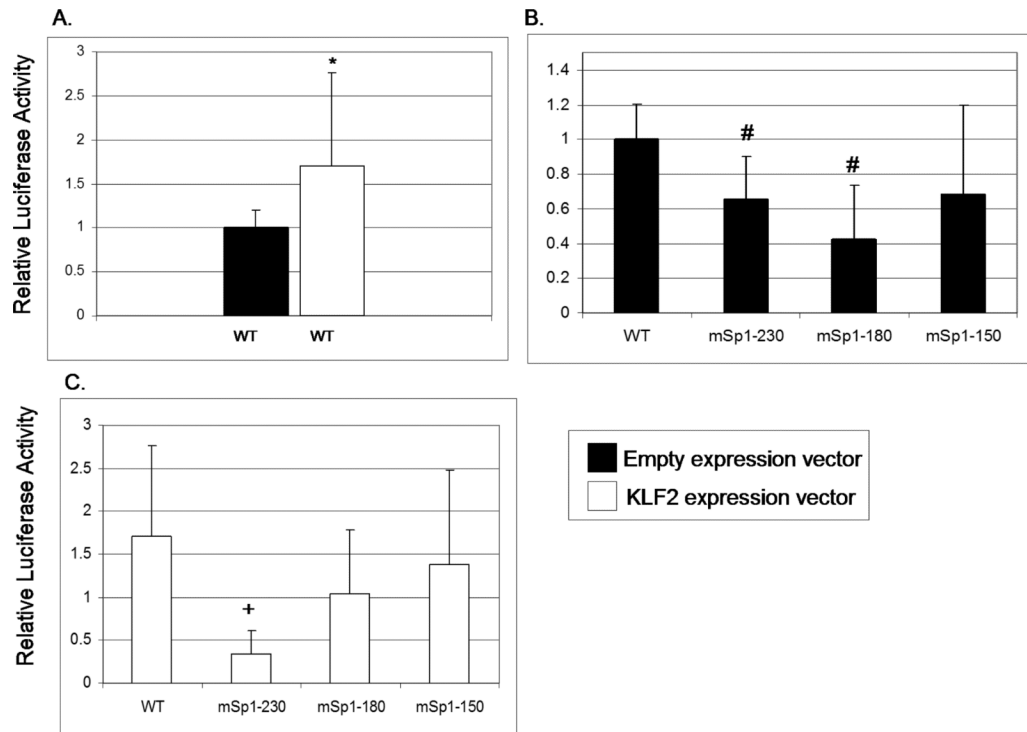 A.
Relative Luciferase Activity
3
2.5
2
1.5
1
0.5
0
*
WT WT
B.
1.4
1.2
1
0.8
0.6
0.4
0.2
0
# #
WT mSp1-230 mSp1-180 mSp1-150
C.
Relative Luciferase Activity
3
2.5
2
1.5
1
0.5
0
+
WT mSp1-230 mSp1-180 mSp1-150
Empty expression vector
KLF2 expression vector